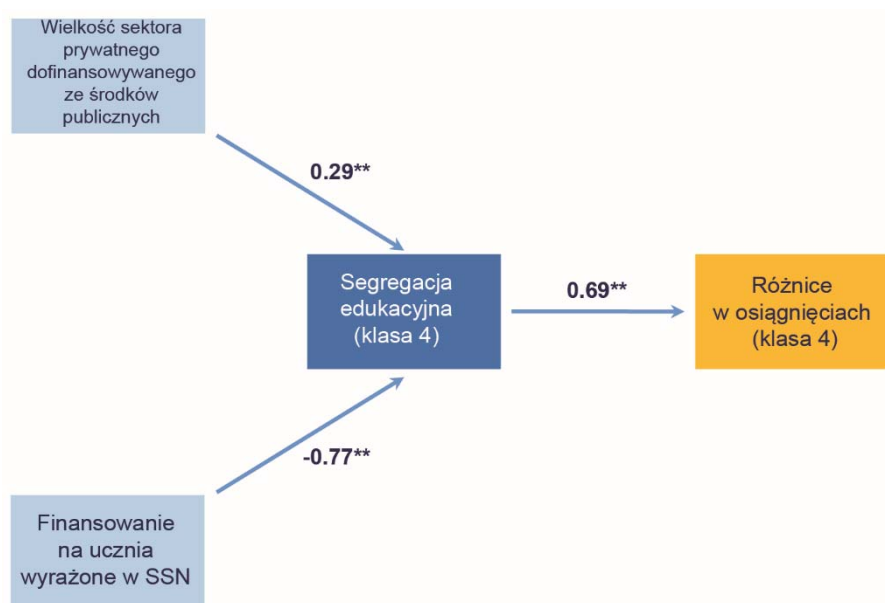 Wielkość sektora
prywatnego
dofinansowywanego
ze środków
publicznych
0.29**
Segregacja
edukacyjna
(klasa 4)
0.69**
Różnice
w osiągnięciach
(klasa 4)
-0.77**
Finansowanie
na ucznia
wyrażone w SSN